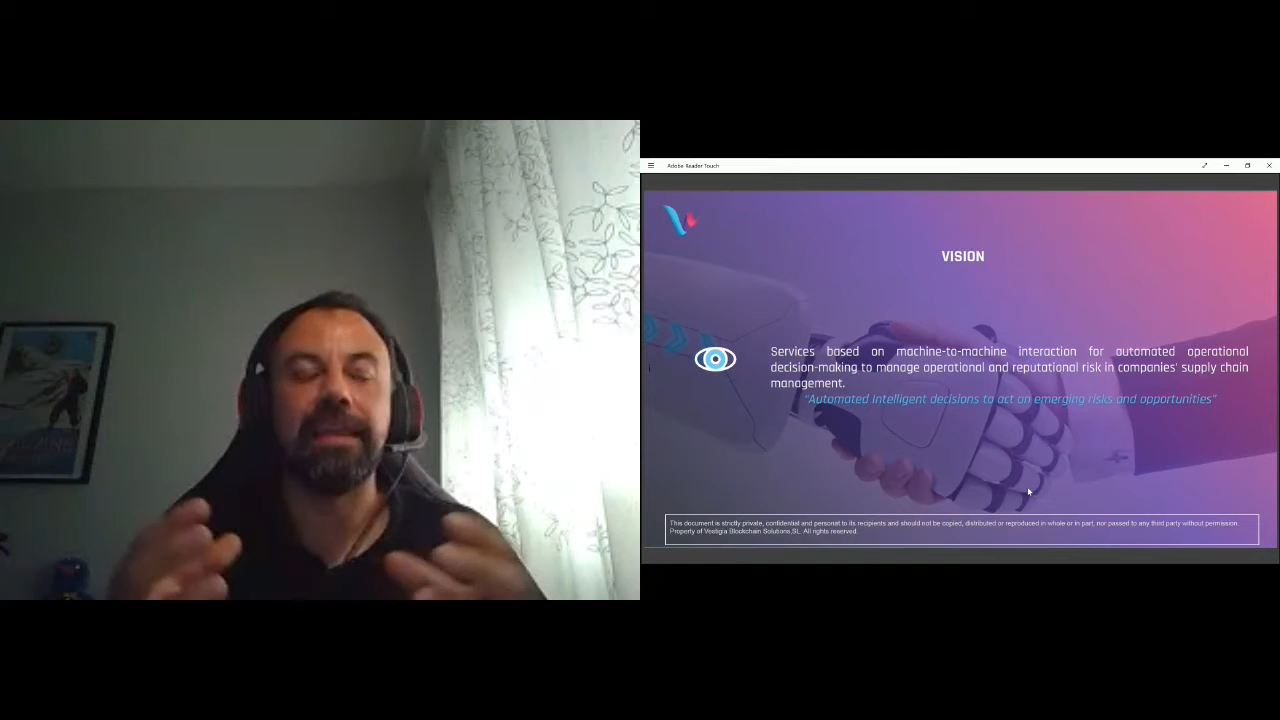 Adobe Reader Touch
VISION
Services based on machine-to-machine interaction for automated operational
decision-making to manage operational and reputational risk in companies' supply chain
management.
"Automated Intelligent decisions to act on emerging risks and opportunities"
This document is strictly private, confidential and personal to its recipients and should not be copied, distributed or reproduced in whole or in part, nor passed to any third party without permission.
Property of Vestigia Blockchain Solutions,SL. All rights reserved.